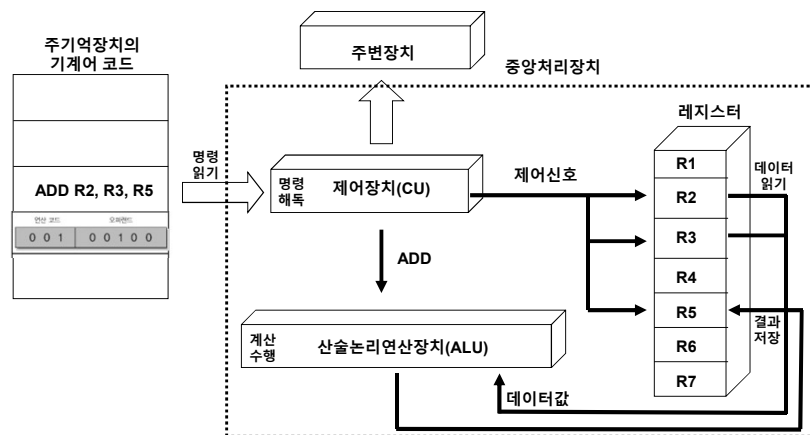 주기억장치의
기계어 코드
ADD R2, R3, R5
연산 코드
오퍼랜드
0 0 1
0 0 1 0 0
주변장치
중앙처리장치
명령
읽기
명령
해독
제어장치(CU)
제어신호
ADD
계산
수행
산술논리연산장치(ALU)
데이터값
레지스터
R1
R2
R3
R4
R5
R6
R7
데이터
읽기
결과
저장